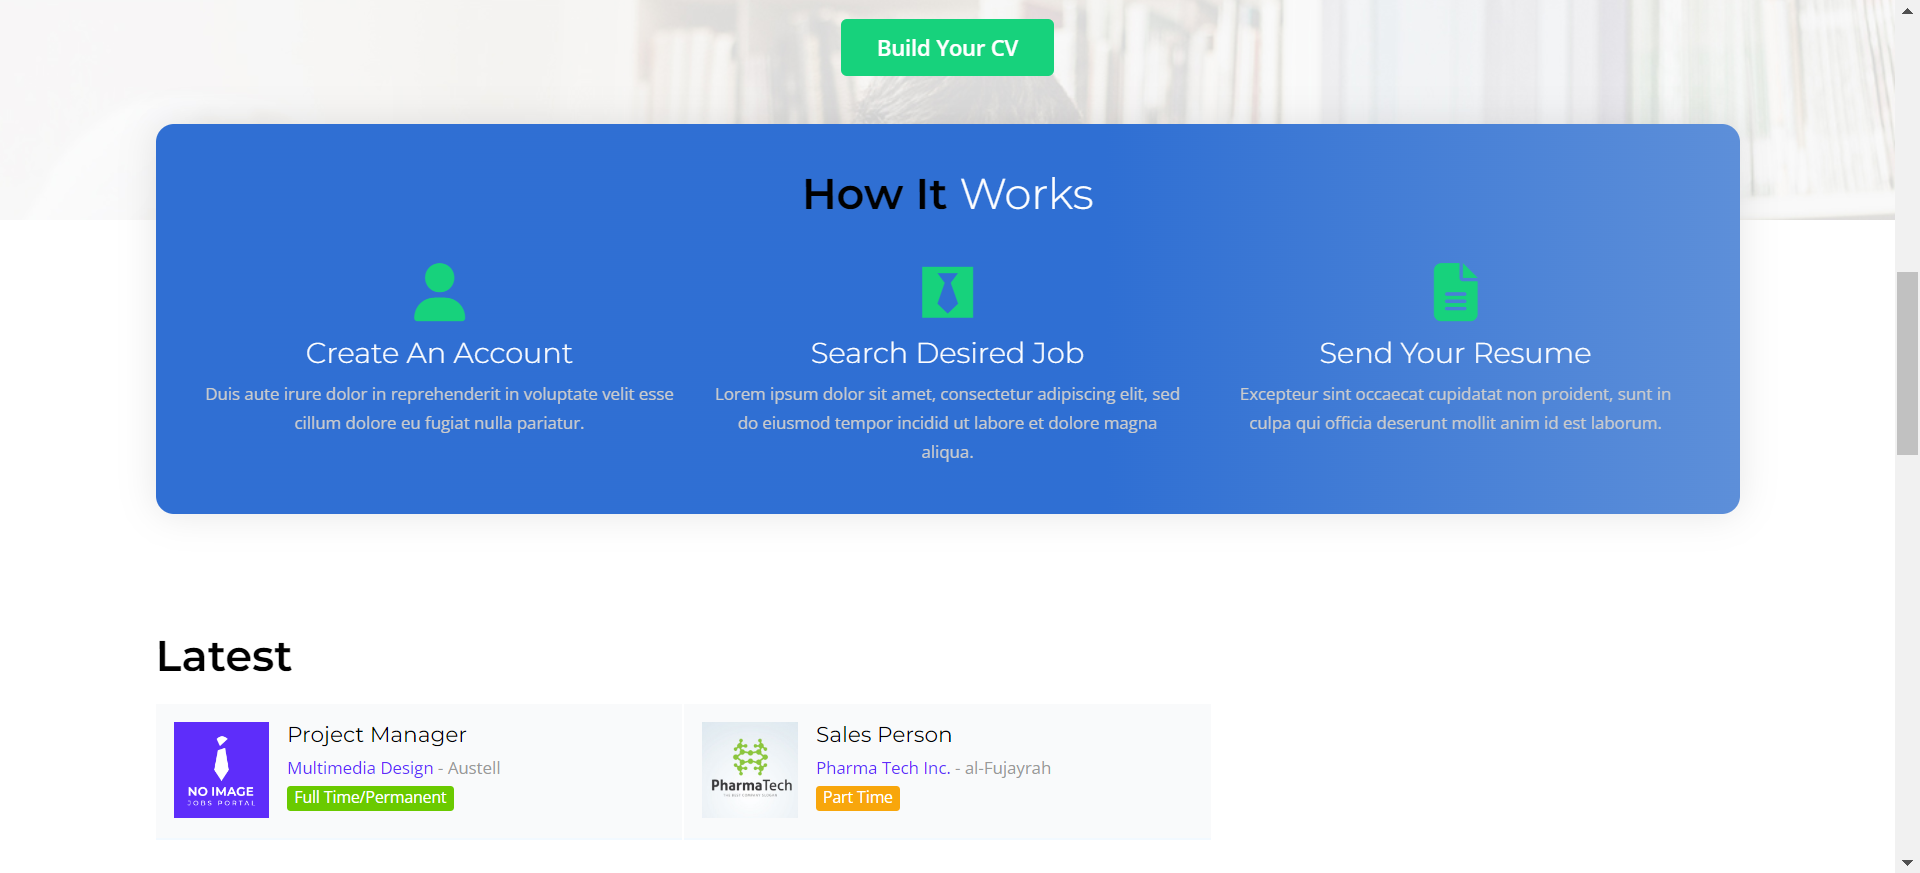 Build Your CV
How It Works
Create An Account
Duis aute irure dolor in reprehenderit in voluptate velit esse
cillum dolore eu fugiat nulla pariatur.
Search Desired Job
Lorem ipsum dolor sit amet, consectetur adipiscing elit, sed
do eiusmod tempor incidid ut labore et dolore magna
aliqua.
Send Your Resume
Excepteur sint occaecat cupidatat non proident, sunt in
culpa qui officia deserunt mollit anim id est laborum.
Latest
NO IMAGE
JOBS PORTAL
Project Manager
Multimedia Design - Austell
Full Time/Permanent
PharmaTech
Sales Person
Pharma Tech Inc. - al-Fujayrah
Part Time